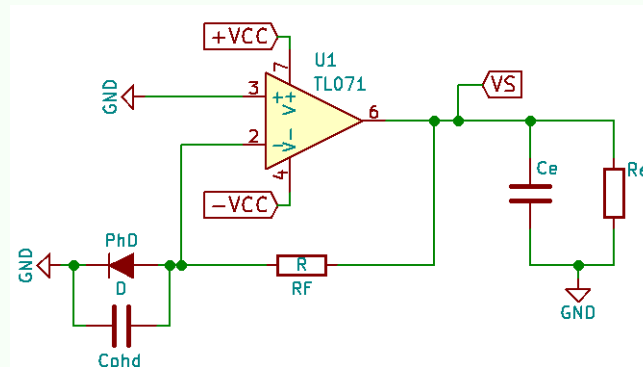 +VCC
U1
TL071
7
3
+
V+
GND
VS
6
2
-
V-
4
-VCC
Ce
Re
PhD
GND
D
R
RF
GND
Cphd